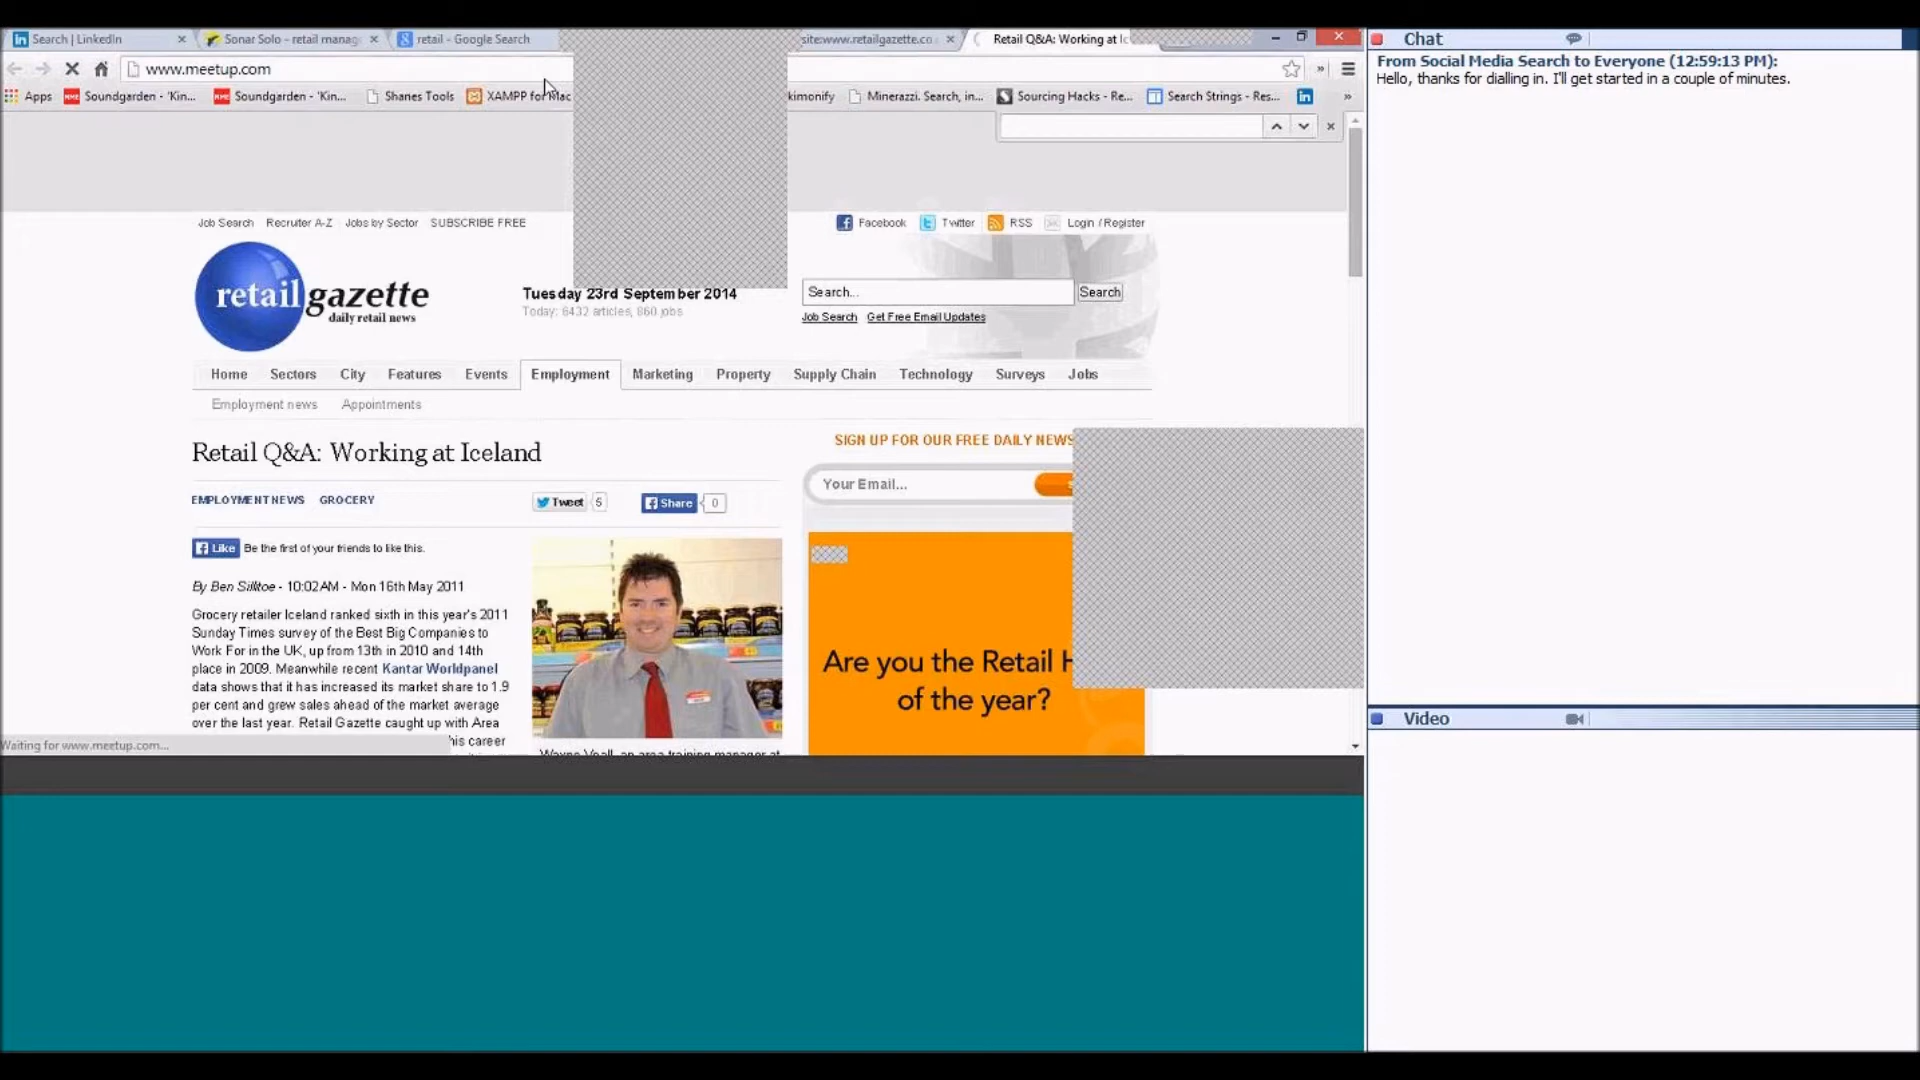 Search | LinkedIn
Sonar Solo - retail manag
retail - Google Search
site:www.retailgazette.co.
Retail Q&A: Working at Ic
www.meetup.com
Apps
Soundgarden - 'Kin...
Soundgarden - 'Kin...
Shanes Tools
XAMPP for Mac
kimonify
Minerazzi. Search, in...
Sourcing Hacks - Re...
Search Strings - Res...
Job Search
Recruiter A-Z
Jobs by Sector
SUBSCRIBE FREE
Facebook
Twitter
RSS
Login / Register
retailgazette
daily retail news
Tuesday 23rd September 2014
Today: 6432 articles, 860 jobs
Search...
Search
Job Search
Get Free Email Updates
Home
Sectors
City
Features
Events
Employment
Marketing
Property
Supply Chain
Technology
Surveys
Jobs
Employment news
Appointments
Retail Q&A: Working at Iceland
EMPLOYMENT NEWS
GROCERY
Tweet
5
Share
0
Like
Be the first of your friends to like this.
By Ben Sillitoe - 10:02AM - Mon 16th May 2011
Grocery retailer Iceland ranked sixth in this year's 2011
Sunday Times survey of the Best Big Companies to
Work For in the UK, up from 13th in 2010 and 14th
place in 2009. Meanwhile recent Kantar Worldpanel
data shows that it has increased its market share to 1.9
per cent and grew sales ahead of the market average
over the last year. Retail Gazette caught up with Area
his career
an area training manager at
SIGN UP FOR OUR FREE DAILY NEWS
Your Email...
Are you the Retail H
of the year?
Waiting for www.meetup.com...
Chat
From Social Media Search to Everyone (12:59:13 PM):
Hello, thanks for dialling in. I'll get started in a couple of minutes.
Video